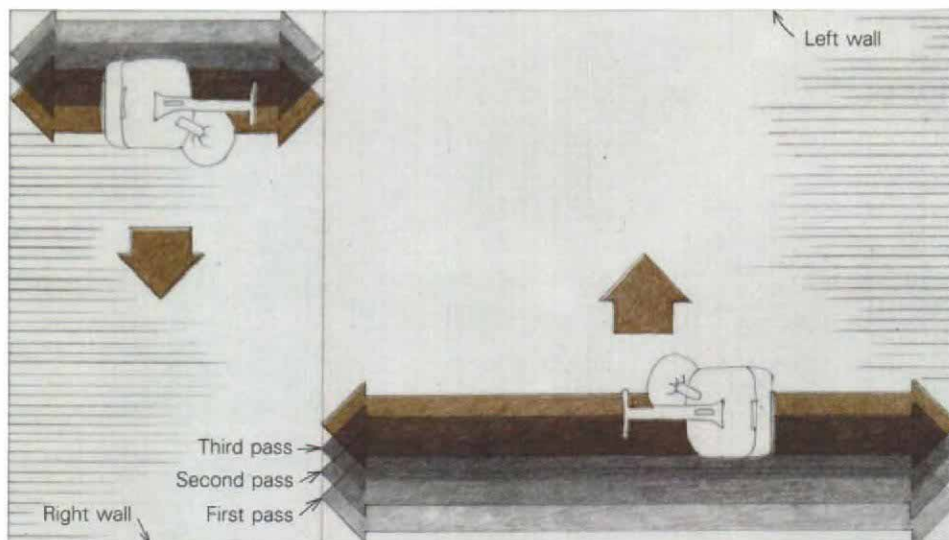 Left wall
Third pass
Second pass
First pass
Right wall